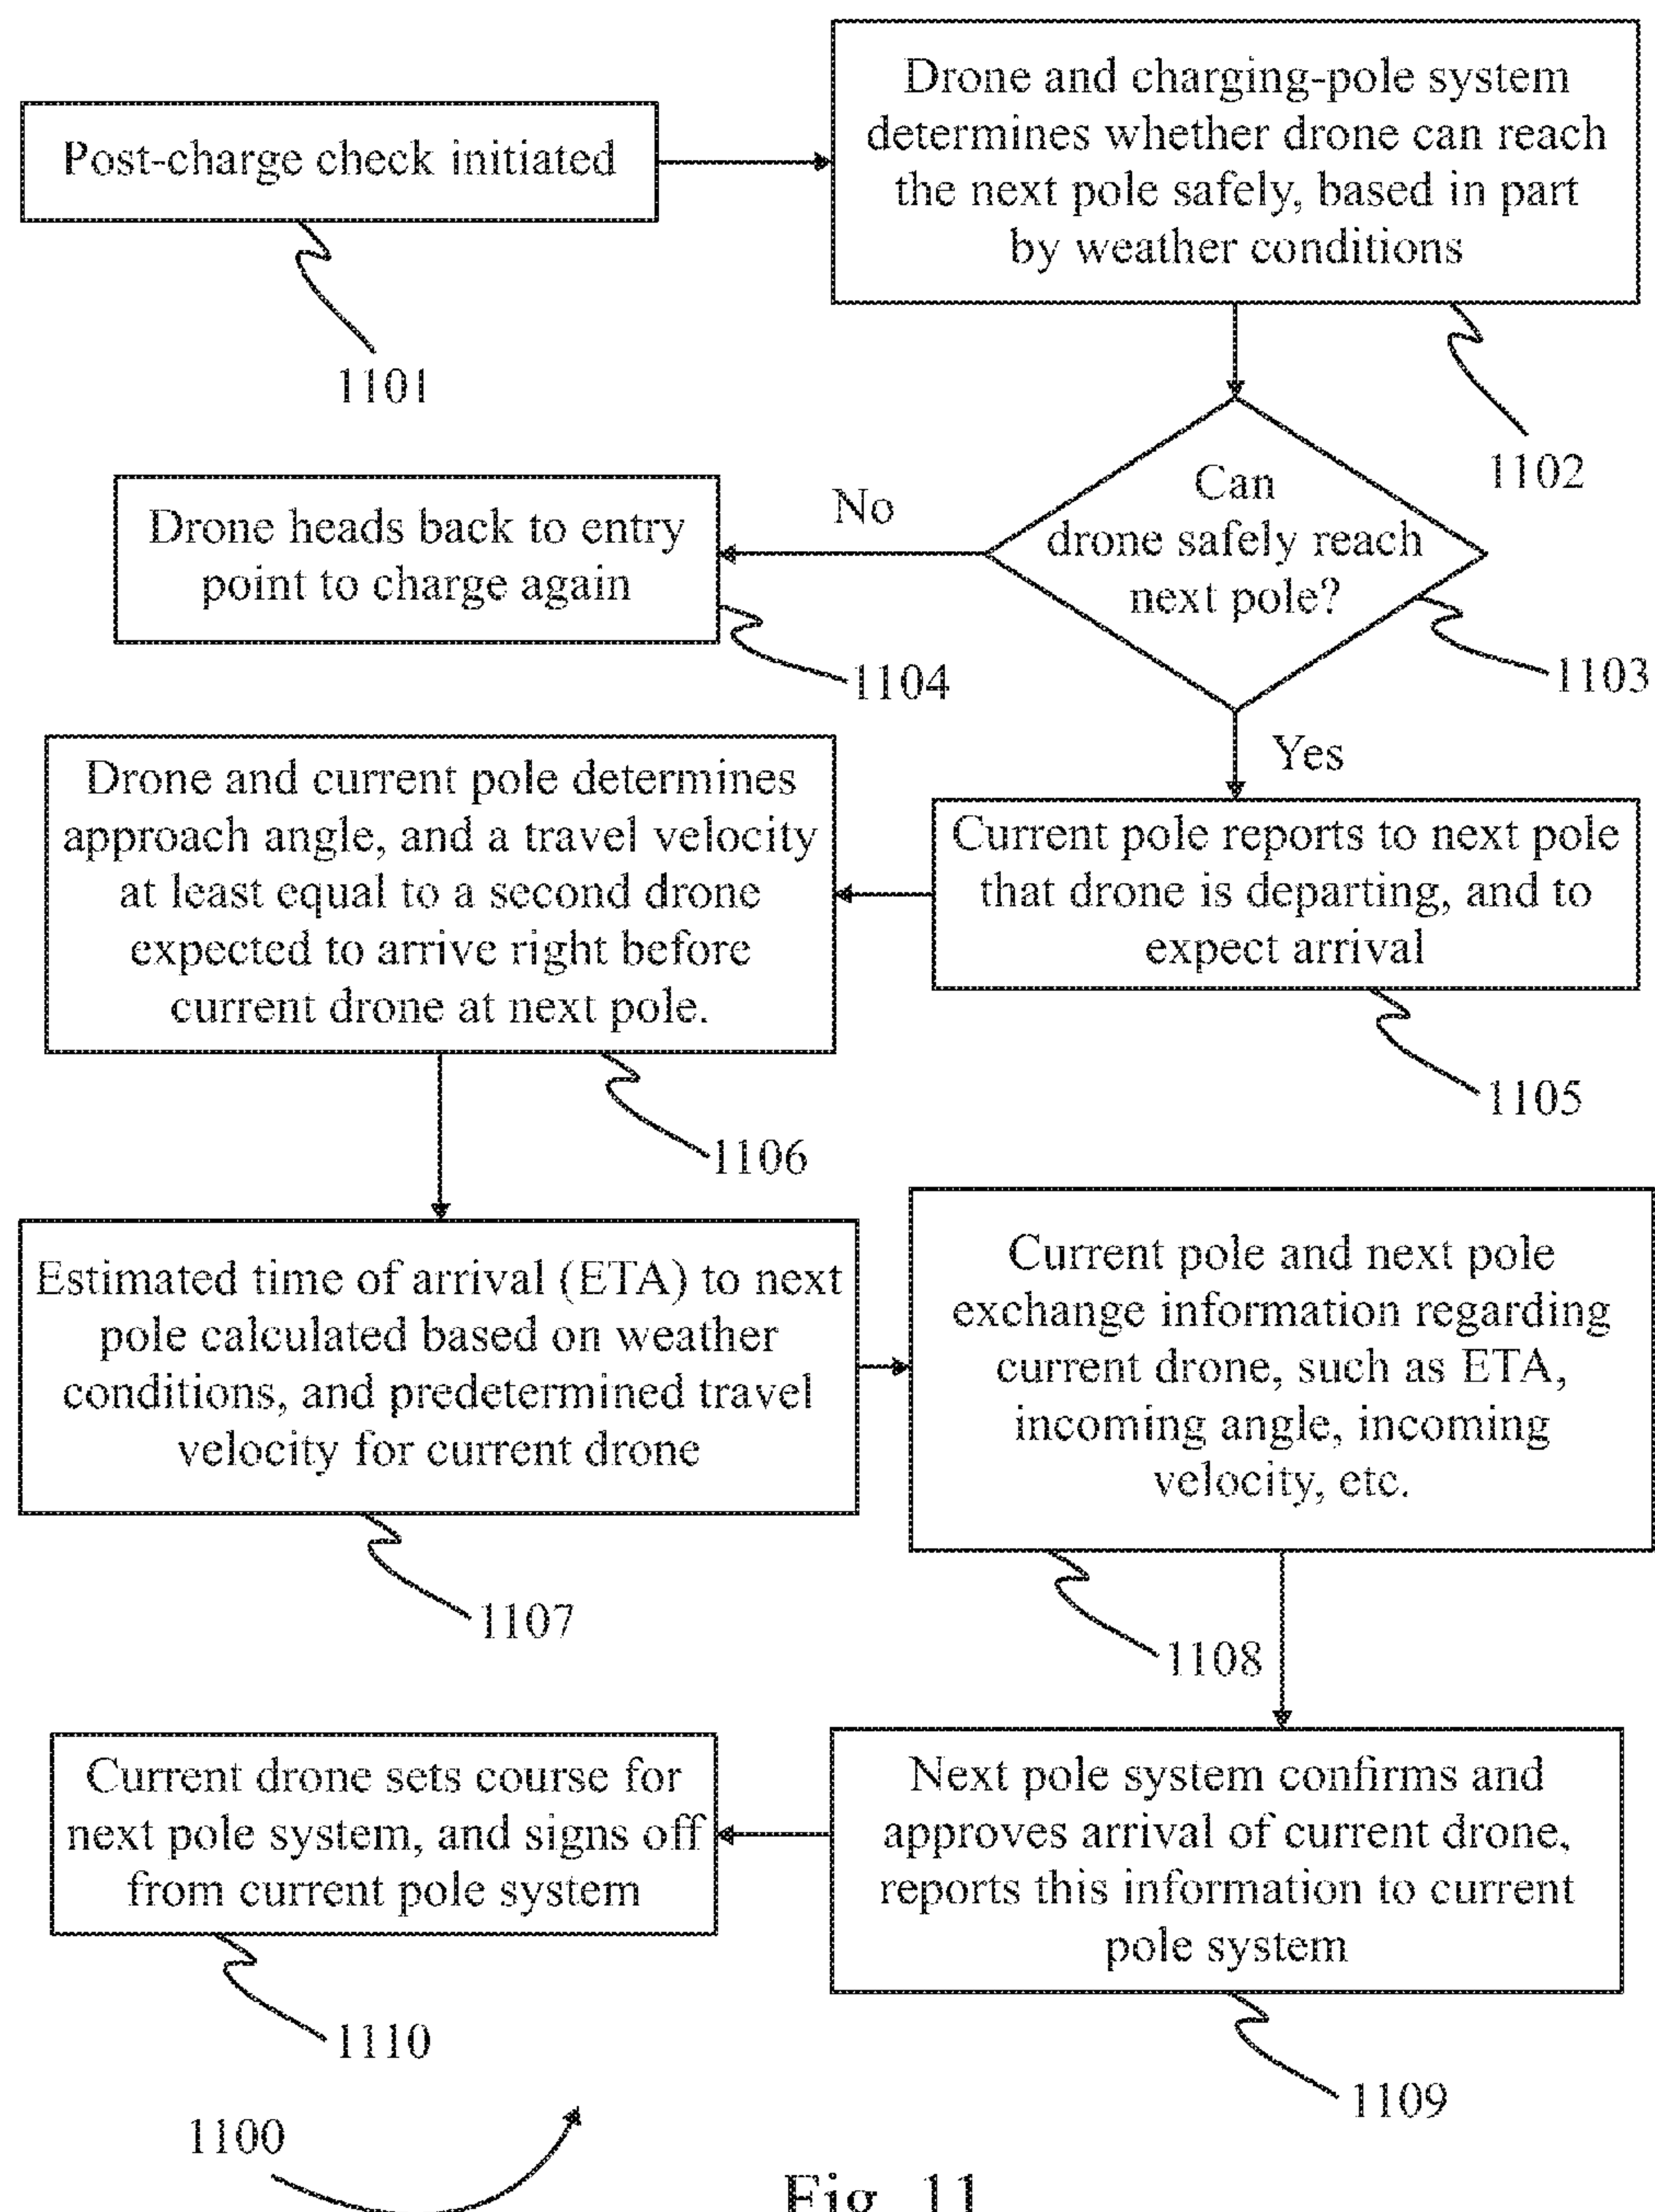 Post-charge check initiated
1101
Drone and charging-pole system
determines whether drone can reach
the next pole safely, based in part
by weather conditions
1102
Can
drone safely reach
next pole?
1103
No
Drone heads back to entry
point to charge again
1104
Yes
Current pole reports to next pole
that drone is departing, and to
expect arrival
1105
Drone and current pole determines
approach angle, and a travel velocity
at least equal to a second drone
expected to arrive right before
current drone at next pole.
1106
Estimated time of arrival (ETA) to next
pole calculated based on weather
conditions, and predetermined travel
velocity for current drone
1107
Current pole and next pole
exchange information regarding
current drone, such as ETA,
incoming angle, incoming
velocity, etc.
1108
Next pole system confirms and
approves arrival of current drone,
reports this information to current
pole system
1109
Current drone sets course for
next pole system, and signs off
from current pole system
1110
1100
Fig. 11